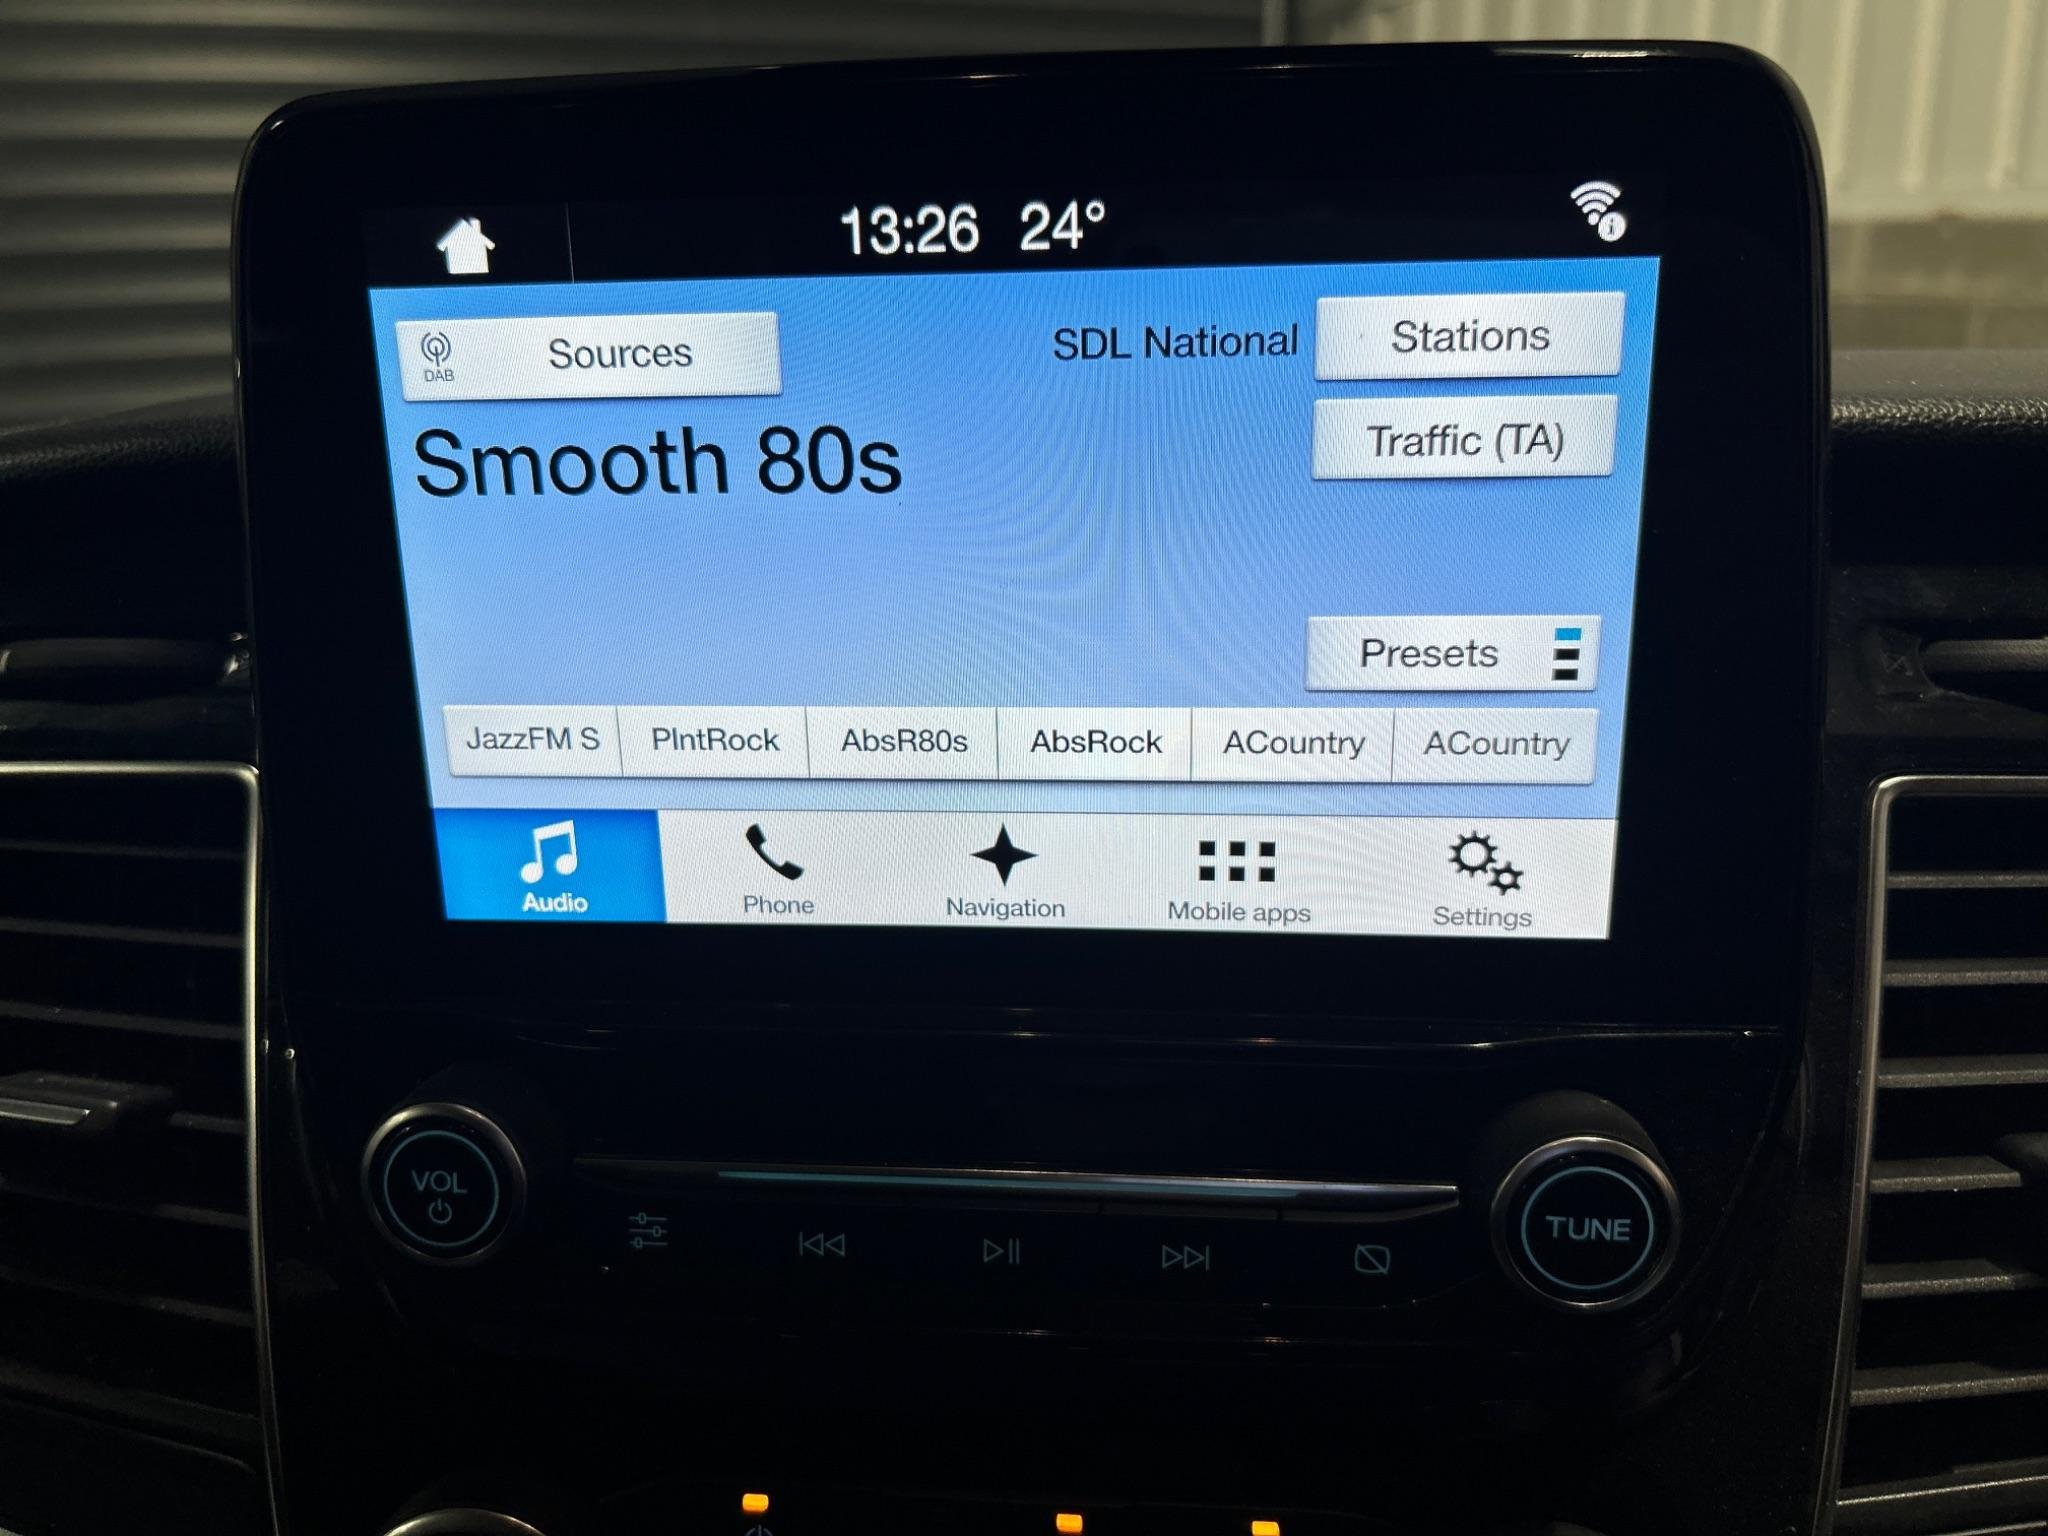 13:26 24°
DAB
Sources
SDL National
Stations
Smooth 80s
Traffic (TA)
Presets
JazzFM S
PlntRock
AbsR80s
AbsRock
ACountry
ACountry
Audio
Phone
Navigation
Mobile apps
Settings
VOL
TUNE